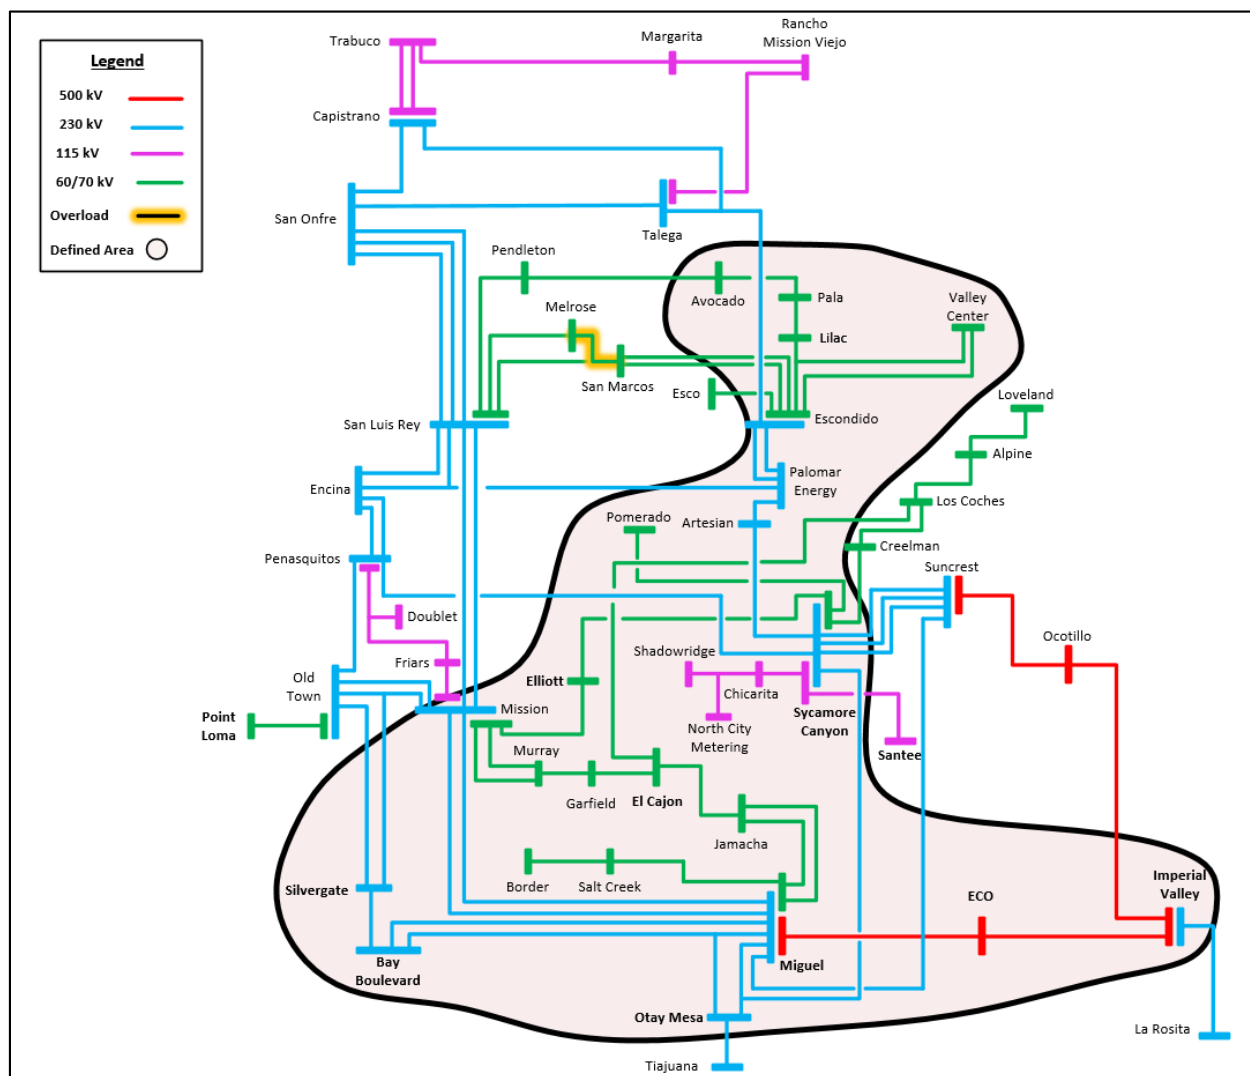 Legend
500 kV
230 kV
115 kV
60/70 kV
Overload
Defined Area
Trabuco
Margarita
Rancho
Mission Viejo
Capistrano
San Onfre
Talega
Pendleton
Avocado
Pala
Valley
Center
Melrose
Lilac
San Marcos
Esco
Loveland
San Luis Rey
Escondido
Alpine
Encina
Palomar
Energy
Los Coches
Pomerado
Artesian
Creelman
Penasquitos
Suncrest
Doublet
Ocotillo
Friars
Shadowridge
Old
Town
Elliott
Chicarita
Point
Loma
Mission
North City
Metering
Sycamore
Canyon
Santee
Murray
Garfield
El Cajon
Jamacha
Border
Salt Creek
Silvergate
ECO
Imperial
Valley
Bay
Boulevard
Miguel
Otay Mesa
La Rosita
Tiajuana